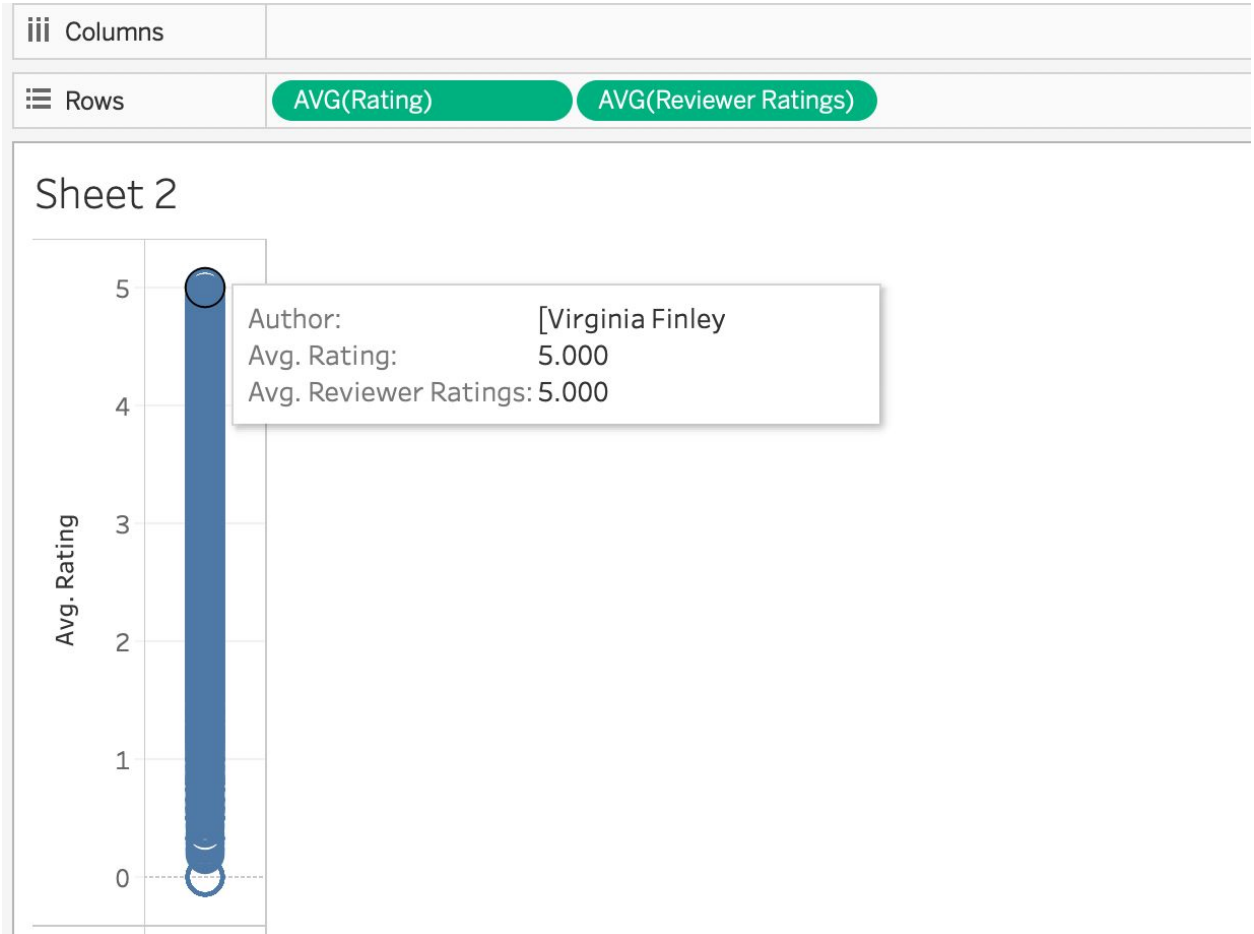 Columns
Rows AVG(Rating) AVG(Reviewer Ratings)
Sheet 2
5
4
3
2
1
0
Avg. Rating
Author: [Virginia Finley
Avg. Rating: 5.000
Avg. Reviewer Ratings: 5.000